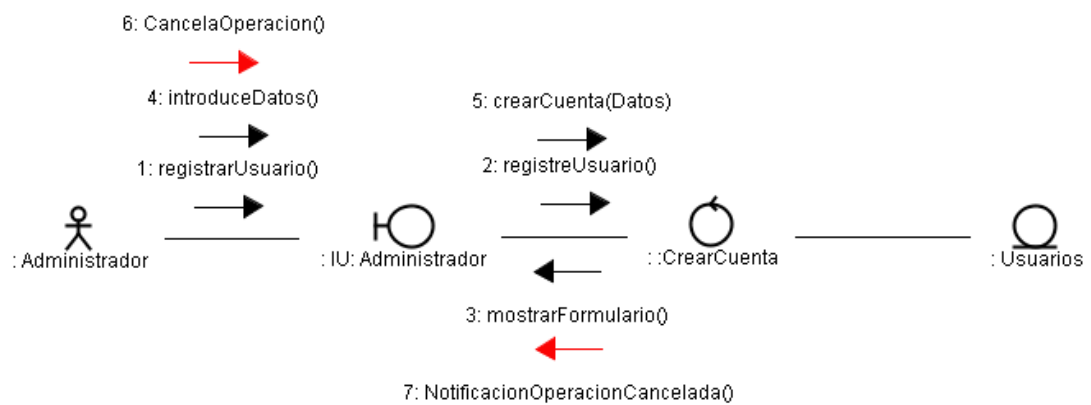 6: CancelaOperacion()
4: introduceDatos()
5: crearCuenta(Datos)
1: registrarUsuario()
2: registreUsuario()
: Administrador
: IU: Administrador
: :CrearCuenta
: Usuarios
3: mostrarFormulario()
7: NotificacionOperacionCancelada()